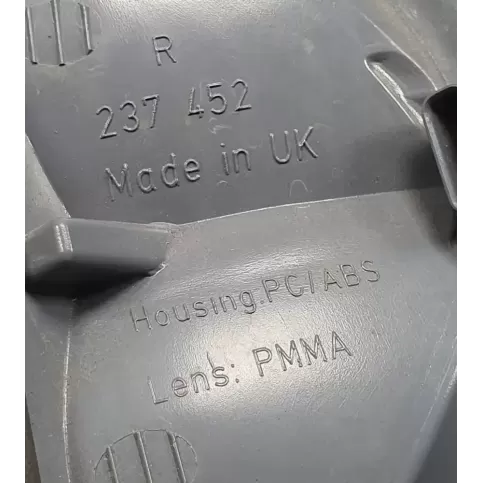 R
237 452
Made in UK
Housing:PC/ABS
Lens: PMMA